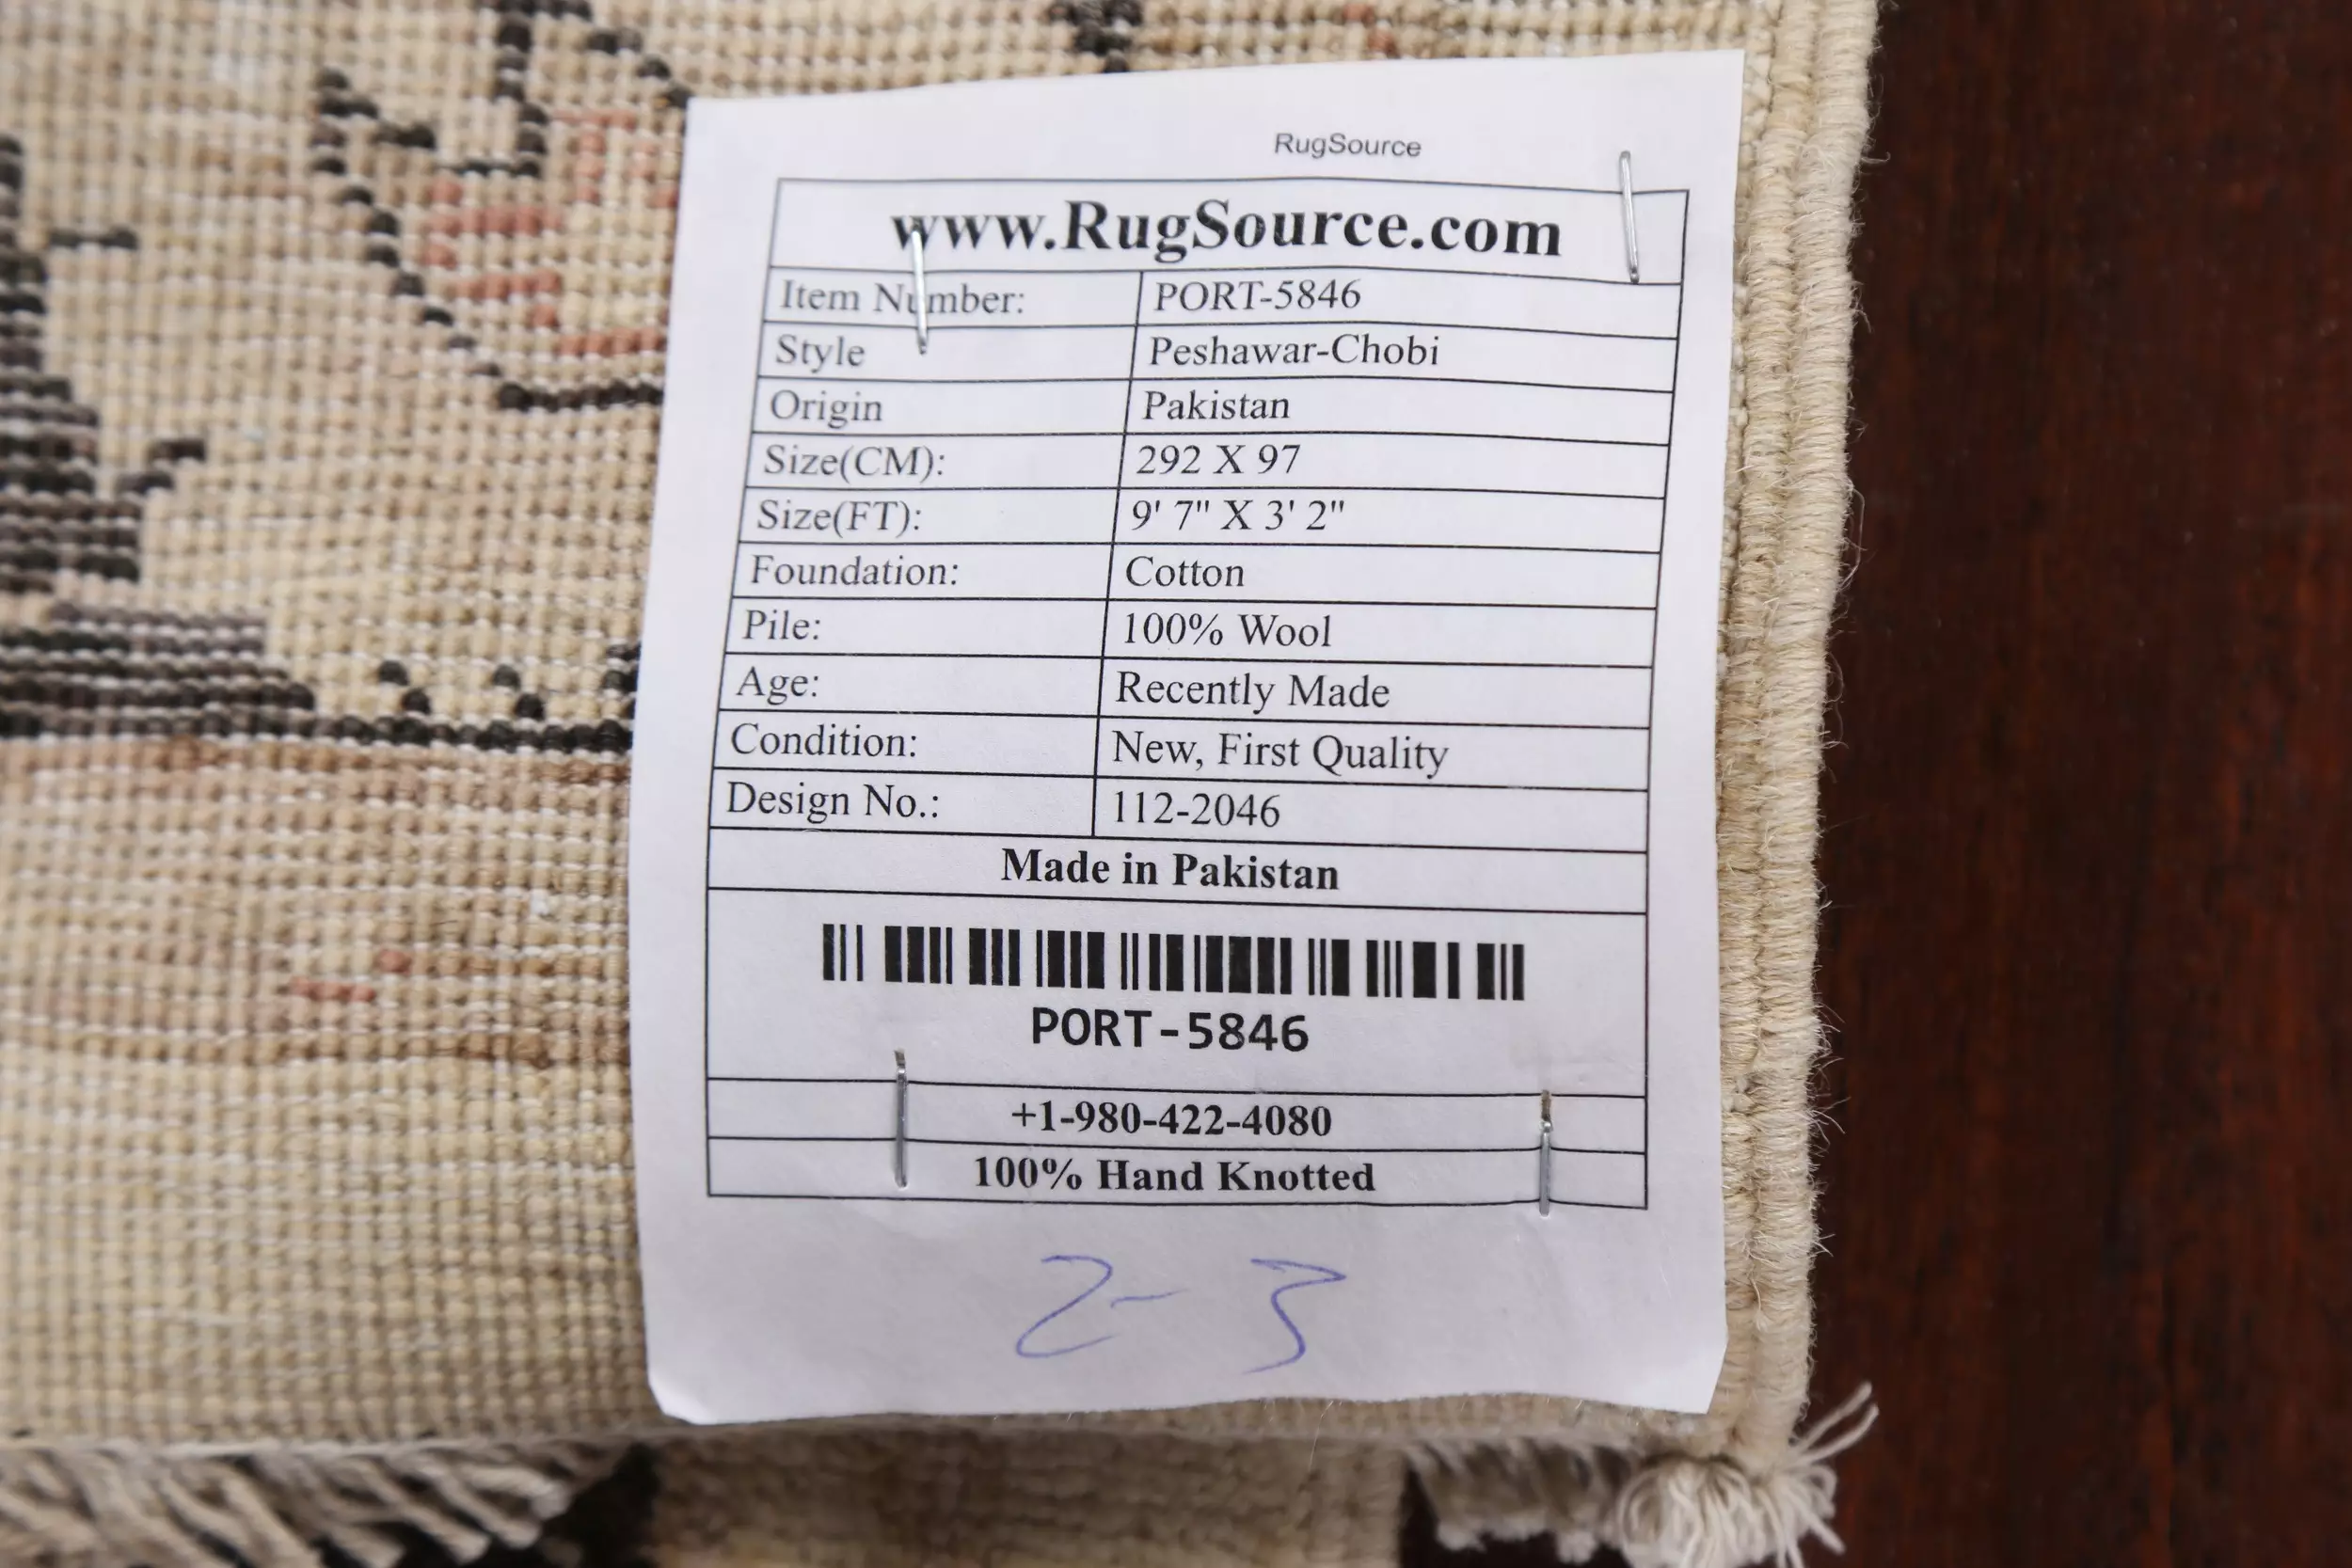 RugSource
www.RugSource.com
Item Number: PORT-5846
Style Peshawar-Chobi
Origin Pakistan
Size(CM): 292 X 97
Size(FT): 9' 7" X 3' 2"
Foundation: Cotton
Pile: 100% Wool
Age: Recently Made
Condition: New, First Quality
Design No.: 112-2046
Made in Pakistan
PORT-5846
+1-980-422-4080
100% Hand Knotted
2-3